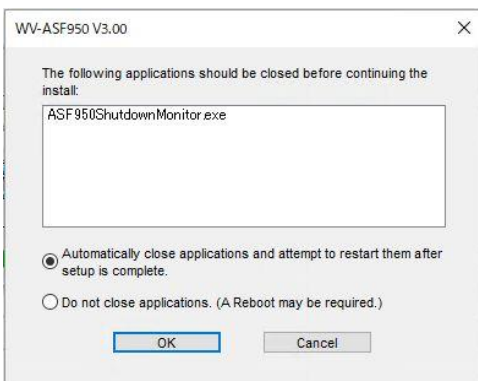 WV-ASF950 V3.00
The following applications should be closed before continuing the
install:
ASF950ShutdownMonitor.exe
Automatically close applications and attempt to restart them after
setup is complete.
Do not close applications. (A Reboot may be required.)
OK
Cancel